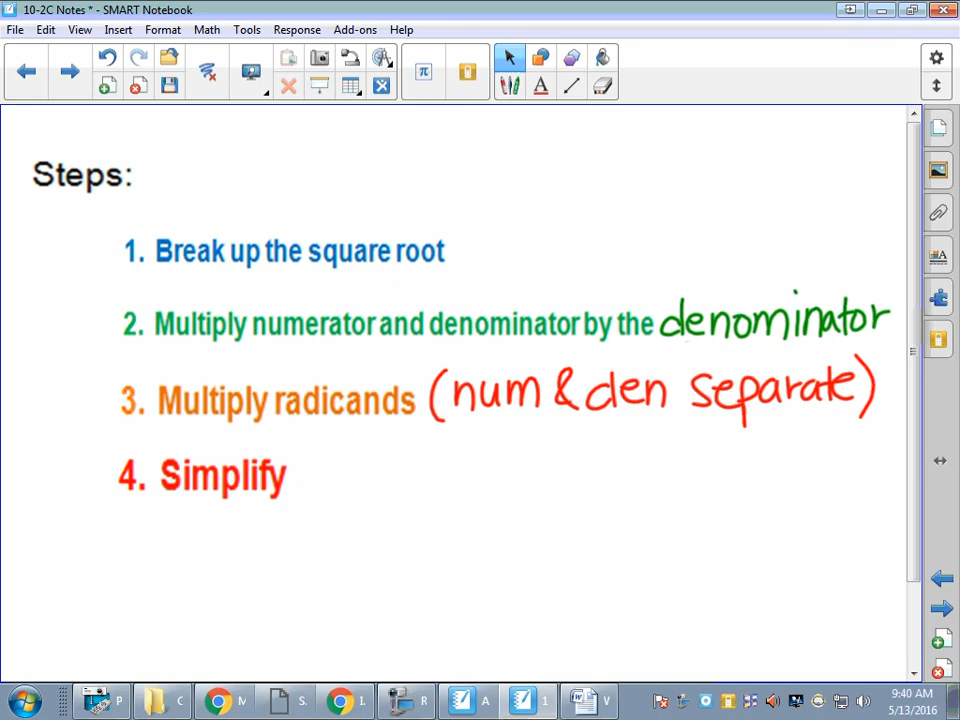 10-2C Notes * - SMART Notebook
File Edit View Insert Format Math Tools Response Add-ons Help
π
A
Steps:
1. Break up the square root
2. Multiply numerator and denominator by the denominator
3. Multiply radicands (num & den separate)
4. Simplify
P C M S. I. R A 1 W V
9:40 AM
5/13/2016